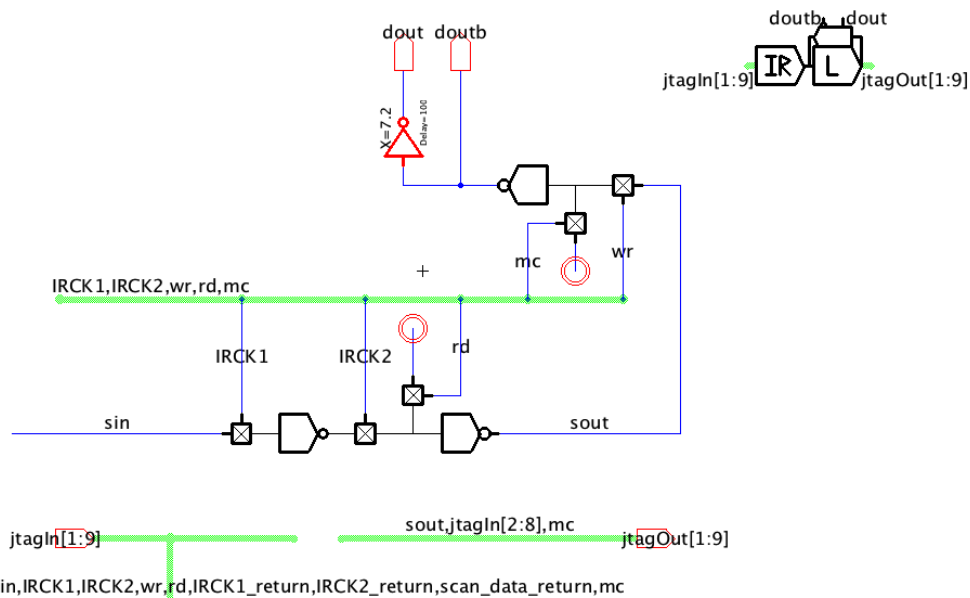 dout doutb
doutb dout
IR L
jtagIn[1:9] jtagOut[1:9]
X=7.2
Delay=100
mc wr
IRCK1,IRCK2,wr,rd,mc
IRCK1 IRCK2 rd
sin sout
sout,jtagIn[2:8],mc
jtagIn[1:9] jtagOut[1:9]
in,IRCK1,IRCK2,wr,rd,IRCK1_return,IRCK2_return,scan_data_return,mc